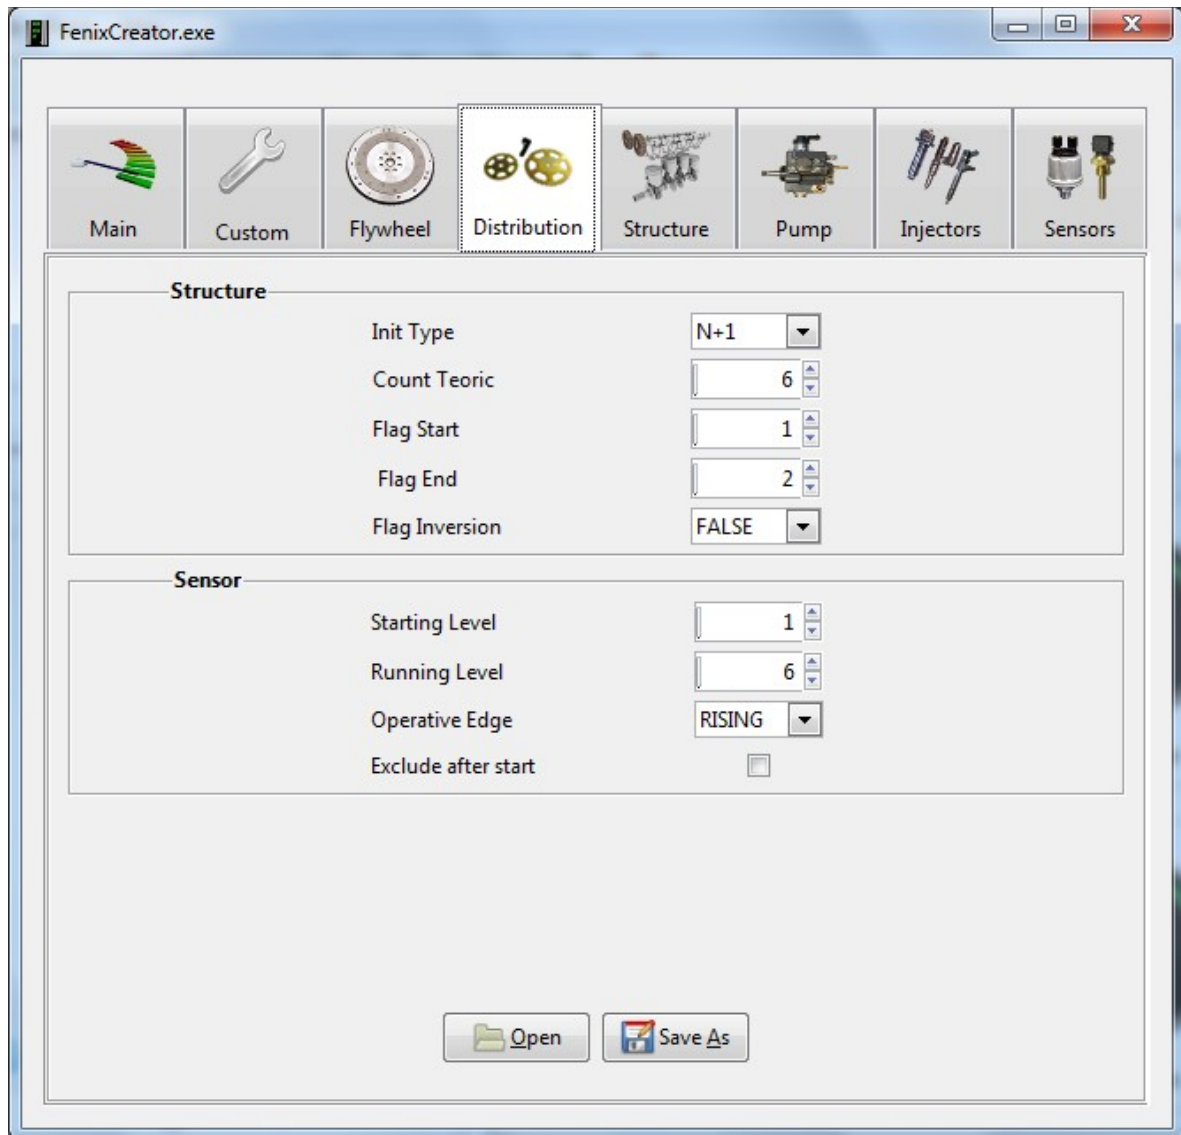 FenixCreator.exe
Main Custom Flywheel Distribution Structure Pump Injectors Sensors
Structure
Init Type N+1
Count Teoric 6
Flag Start 1
Flag End 2
Flag Inversion FALSE
Sensor
Starting Level 1
Running Level 6
Operative Edge RISING
Exclude after start
Open Save As